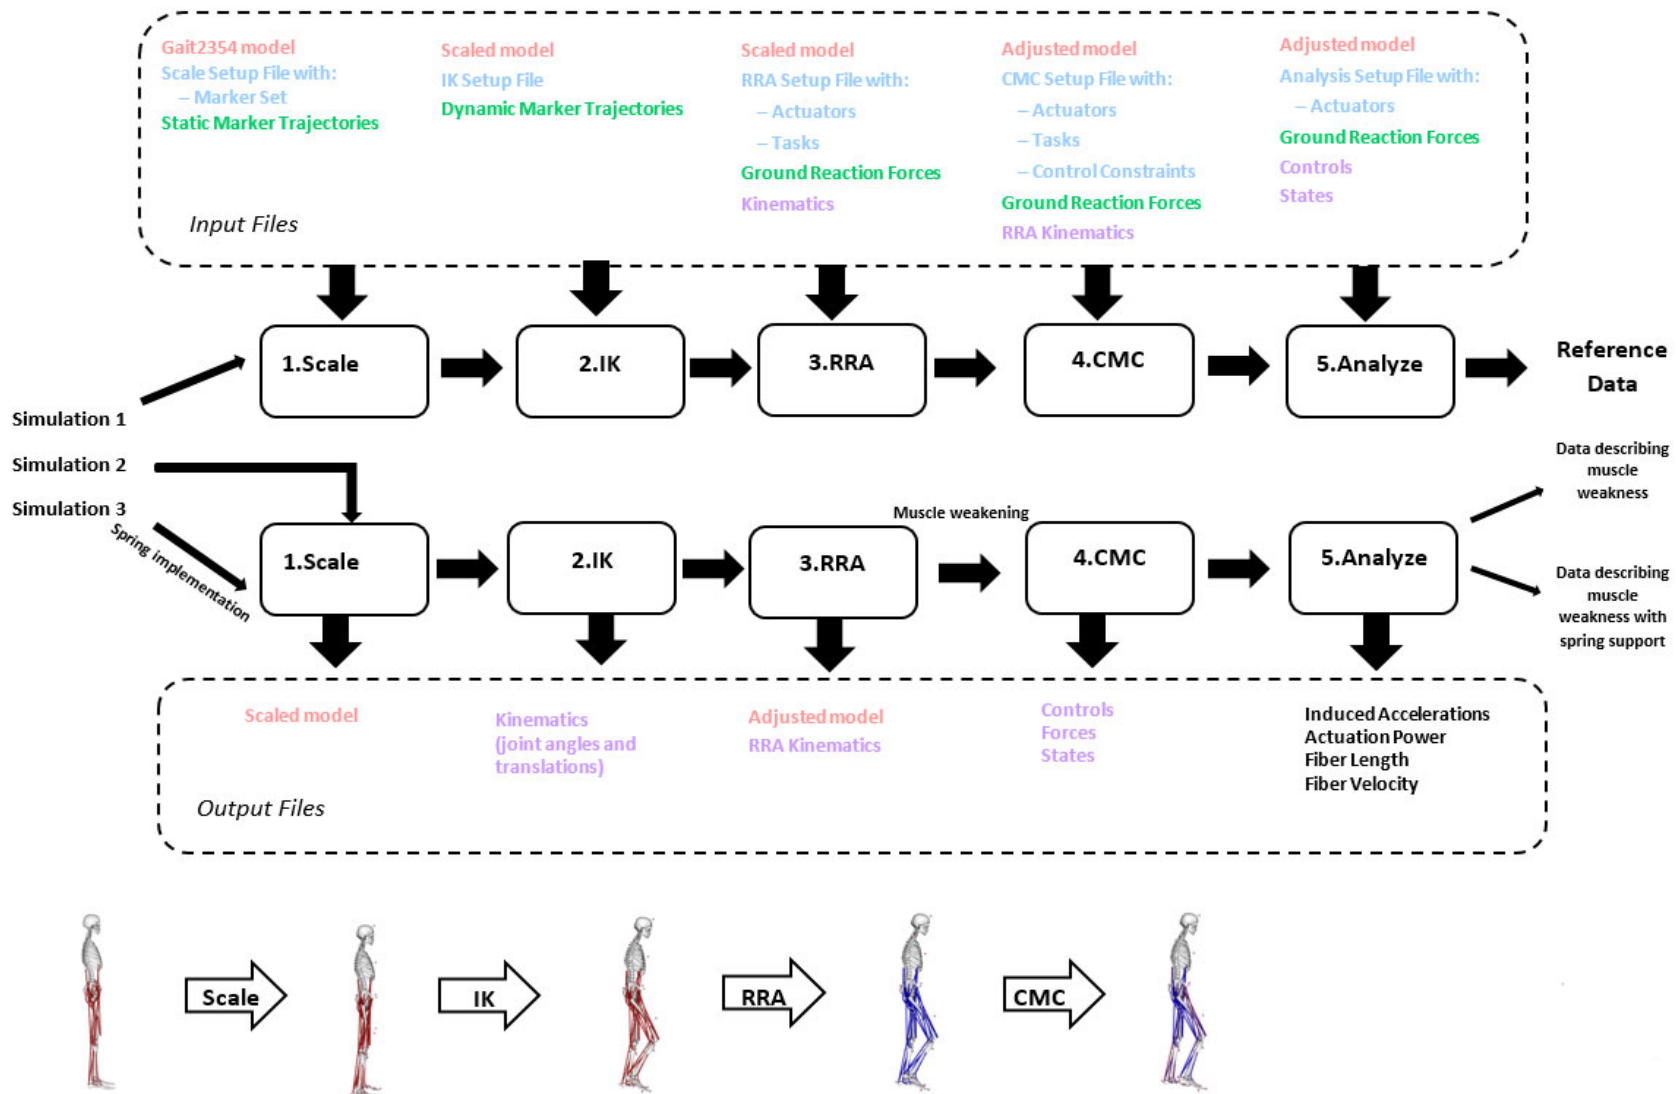 Gait2354 model
Scale Setup File with:
– Marker Set
Static Marker Trajectories
Scaled model
IK Setup File
Dynamic Marker Trajectories
Scaled model
RRA Setup File with:
– Actuators
– Tasks
Ground Reaction Forces
Kinematics
Adjusted model
CMC Setup File with:
– Actuators
– Tasks
– Control Constraints
Ground Reaction Forces
RRA Kinematics
Adjusted model
Analysis Setup File with:
– Actuators
Ground Reaction Forces
Controls
States
Input Files
1.Scale
2.IK
3.RRA
4.CMC
5.Analyze
Reference
Data
Simulation 1
Simulation 2
Simulation 3
Spring implementation
1.Scale
2.IK
3.RRA
Muscle weakening
4.CMC
5.Analyze
Data describing
muscle
weakness
Data describing
muscle
weakness with
spring support
Scaled model
Kinematics
(joint angles and
translations)
Adjusted model
RRA Kinematics
Controls
Forces
States
Induced Accelerations
Actuation Power
Fiber Length
Fiber Velocity
Output Files
Scale
IK
RRA
CMC